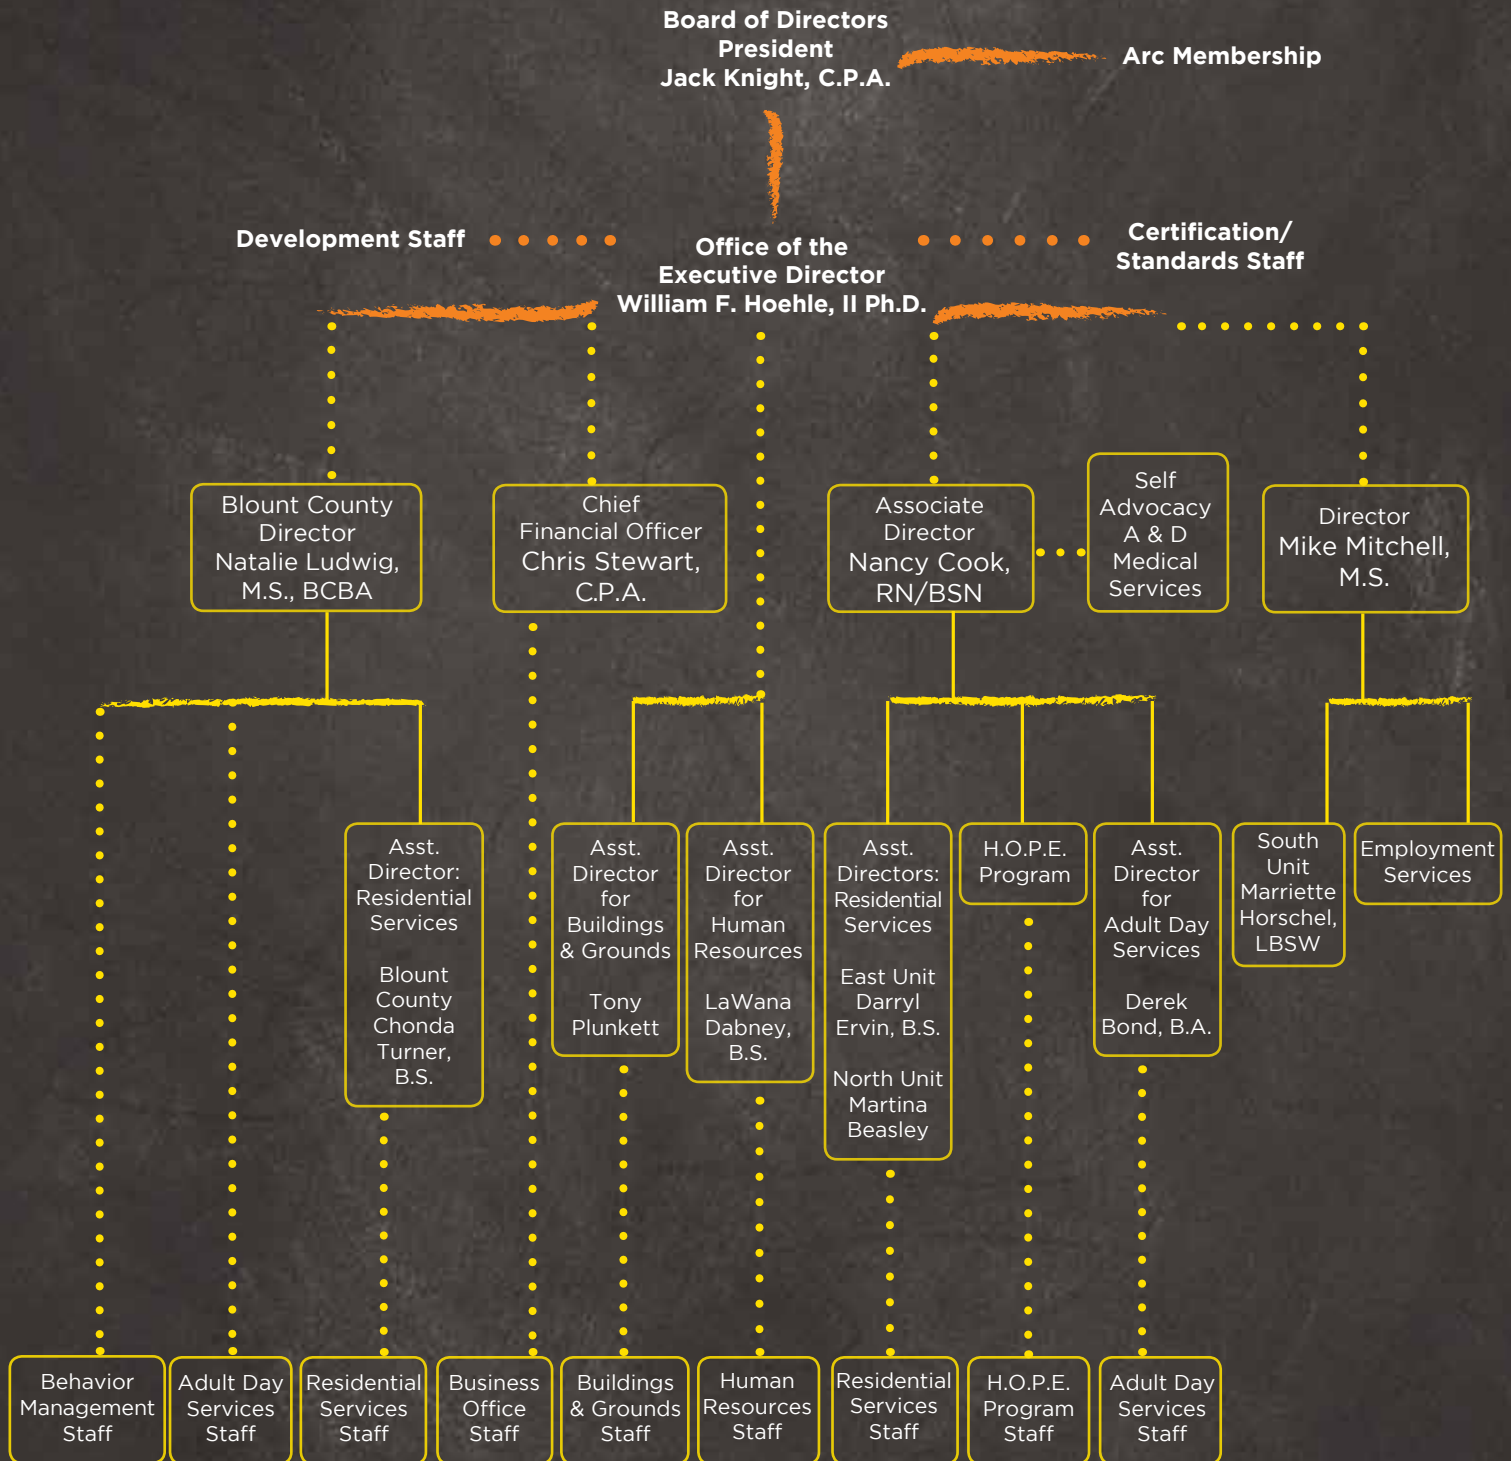 Board of Directors
President
Jack Knight, C.P.A.
Arc Membership
Development Staff
Office of the
Executive Director
William F. Hoehle, II Ph.D.
Certification/
Standards Staff
Blount County
Director
Natalie Ludwig,
M.S., BCBA
Chief
Financial Officer
Chris Stewart,
C.P.A.
Associate
Director
Nancy Cook,
RN/BSN
Self
Advocacy
A & D
Medical
Services
Director
Mike Mitchell,
M.S.
Asst.
Director:
Residential
Services
Blount
County
Chonda
Turner,
B.S.
Asst.
Director
for
Buildings
& Grounds
Tony
Plunkett
Asst.
Director
for
Human
Resources
LaWana
Dabney,
B.S.
Asst.
Directors:
Residential
Services
East Unit
Darryl
Ervin, B.S.
North Unit
Martina
Beasley
H.O.P.E.
Program
Asst.
Director
for
Adult Day
Services
Derek
Bond, B.A.
South
Unit
Marriette
Horschel,
LBSW
Employment
Services
Behavior
Management
Staff
Adult Day
Services
Staff
Residential
Services
Staff
Business
Office
Staff
Buildings
& Grounds
Staff
Human
Resources
Staff
Residential
Services
Staff
H.O.P.E.
Program
Staff
Adult Day
Services
Staff